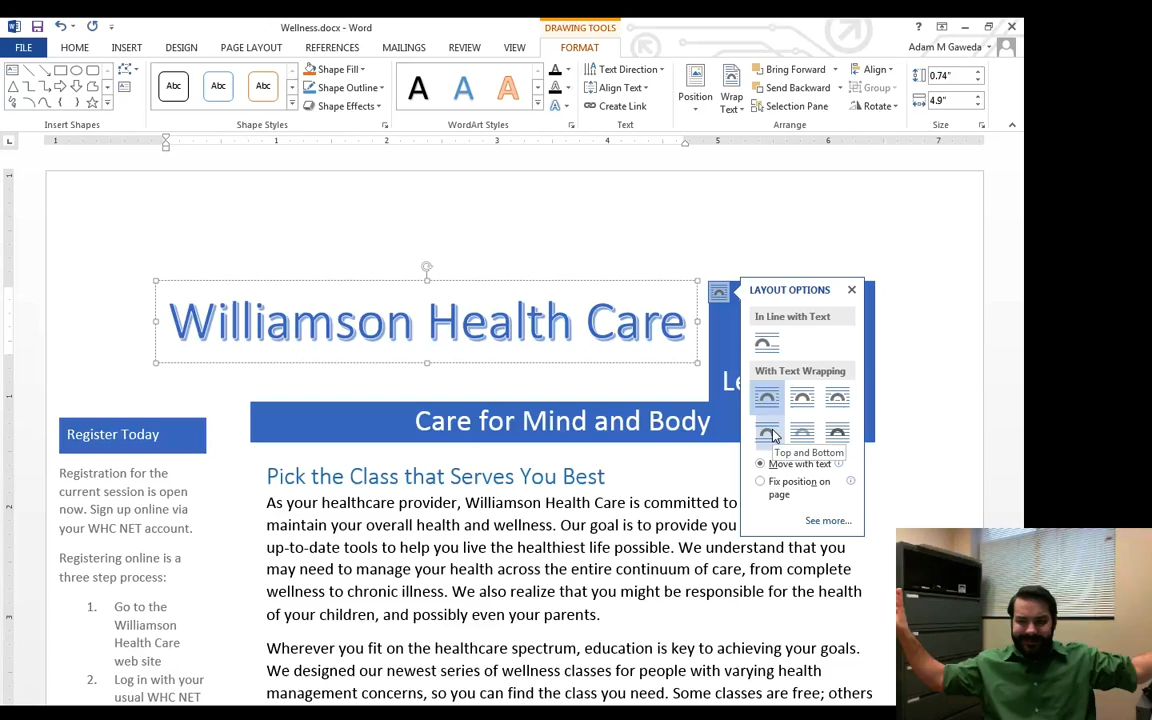 Wellness.docx - Word
DRAWING TOOLS
?
FILE
HOME
INSERT
DESIGN
PAGE LAYOUT
REFERENCES
MAILINGS
REVIEW
VIEW
FORMAT
Adam M Gaweda
Abc
Abc
Abc
Shape Fill
Shape Outline
Shape Effects
A
A
A
A
A
A
Text Direction
Align Text
Create Link
Position
Wrap
Text
Bring Forward
Send Backward
Selection Pane
Align
Group
Rotate
0.74"
4.9"
Insert Shapes
Shape Styles
WordArt Styles
Text
Arrange
Size
L
1 1 2 3 4 5 6 7
1
1
2
3
Williamson Health Care
Le
Care for Mind and Body
LAYOUT OPTIONS
In Line with Text
With Text Wrapping
Top and Bottom
Move with text
Fix position on
page
See more...
Register Today
Registration for the
current session is open
now. Sign up online via
your WHC NET account.
Registering online is a
three step process:
1. Go to the
Williamson
Health Care
web site
2. Log in with your
usual WHC NET
Pick the Class that Serves You Best
As your healthcare provider, Williamson Health Care is committed to
maintain your overall health and wellness. Our goal is to provide you
up-to-date tools to help you live the healthiest life possible. We understand that you
may need to manage your health across the entire continuum of care, from complete
wellness to chronic illness. We also realize that you might be responsible for the health
of your children, and possibly even your parents.
Wherever you fit on the healthcare spectrum, education is key to achieving your goals.
We designed our newest series of wellness classes for people with varying health
management concerns, so you can find the class you need. Some classes are free; others